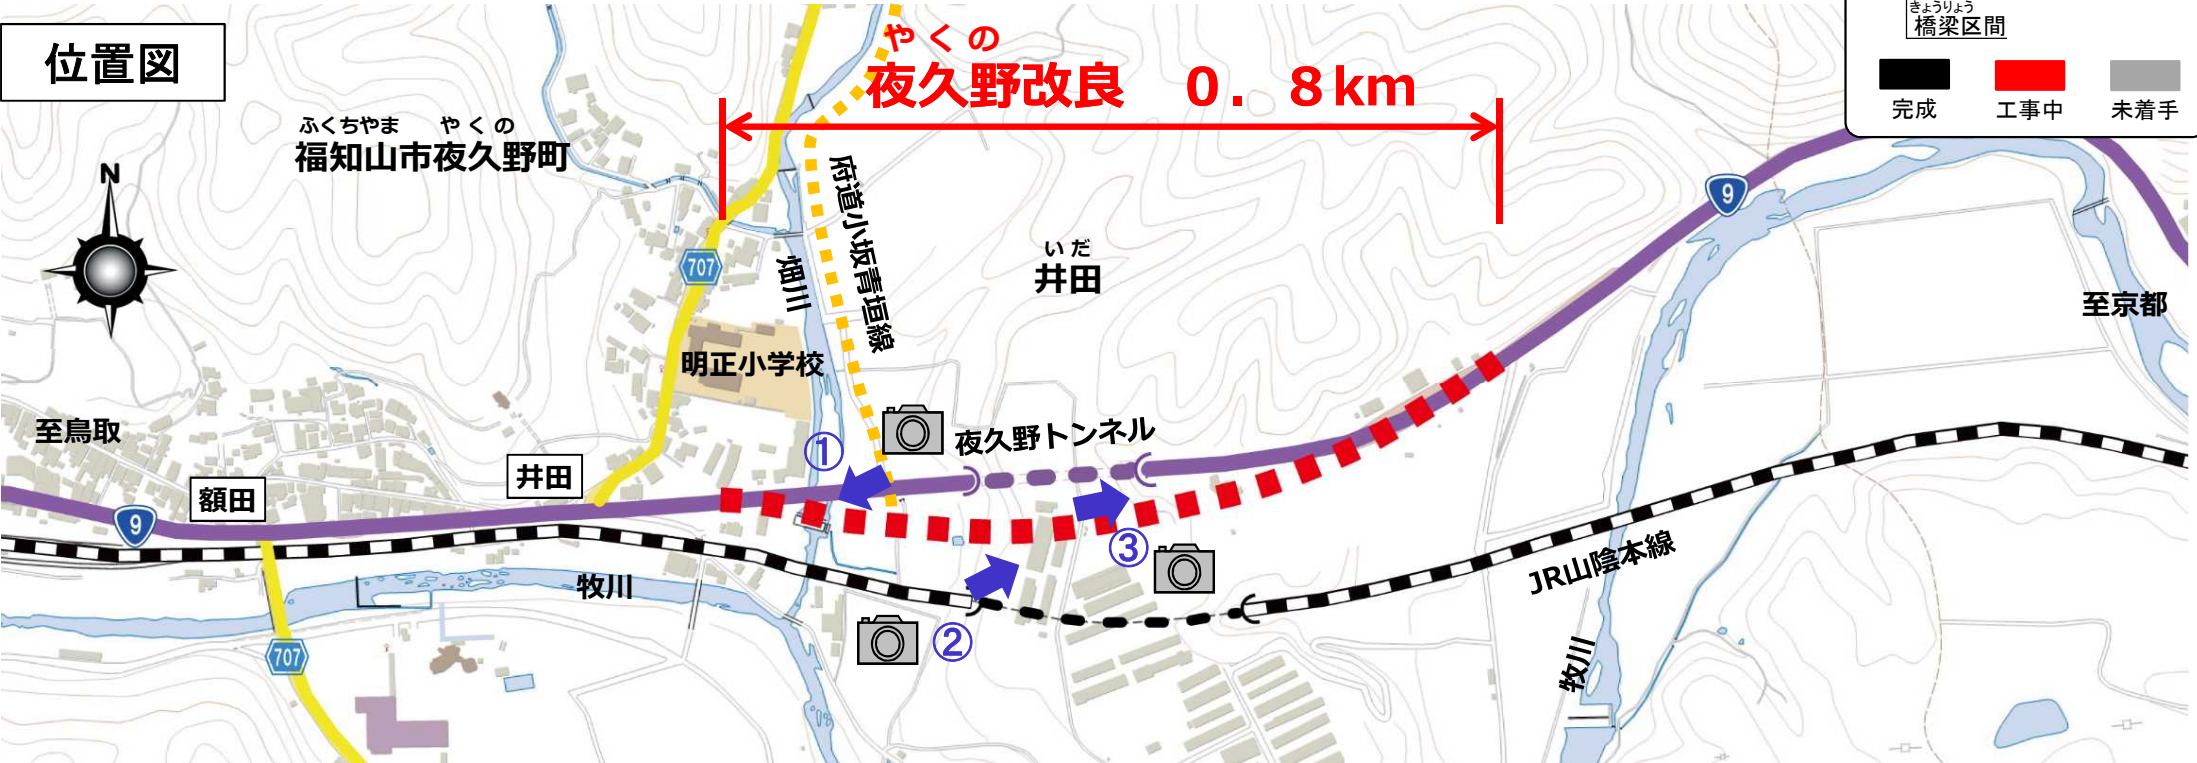 位置図
きょうりょう
橋梁区間
完成 工事中 未着手
やくの
夜久野改良 0.8km
ふくちやま やくの
福知山市夜久野町
N
府道小坂青垣線
9
いだ
井田
707
畑川
至京都
明正小学校
至鳥取
①
夜久野トンネル
井田
額田
9
③
JR山陰本線
牧川
②
707
牧川